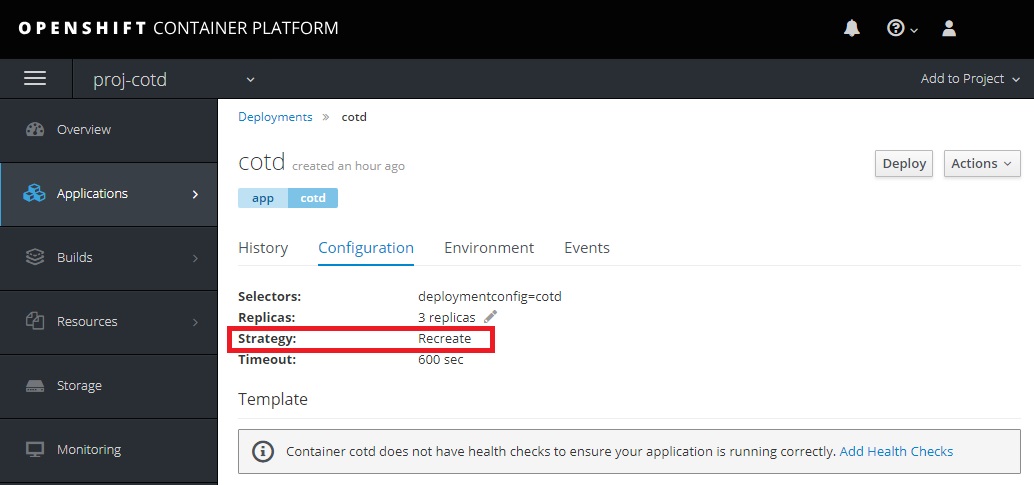 OPENSHIFT CONTAINER PLATFORM
proj-cotd
Add to Project
Overview
Applications
Builds
Resources
Storage
Monitoring
Deployments » cotd
cotd created an hour ago
Deploy
Actions
app cotd
History Configuration Environment Events
Selectors: deploymentconfig=cotd
Replicas: 3 replicas
Strategy: Recreate
Timeout: 600 sec
Template
Container cotd does not have health checks to ensure your application is running correctly. Add Health Checks